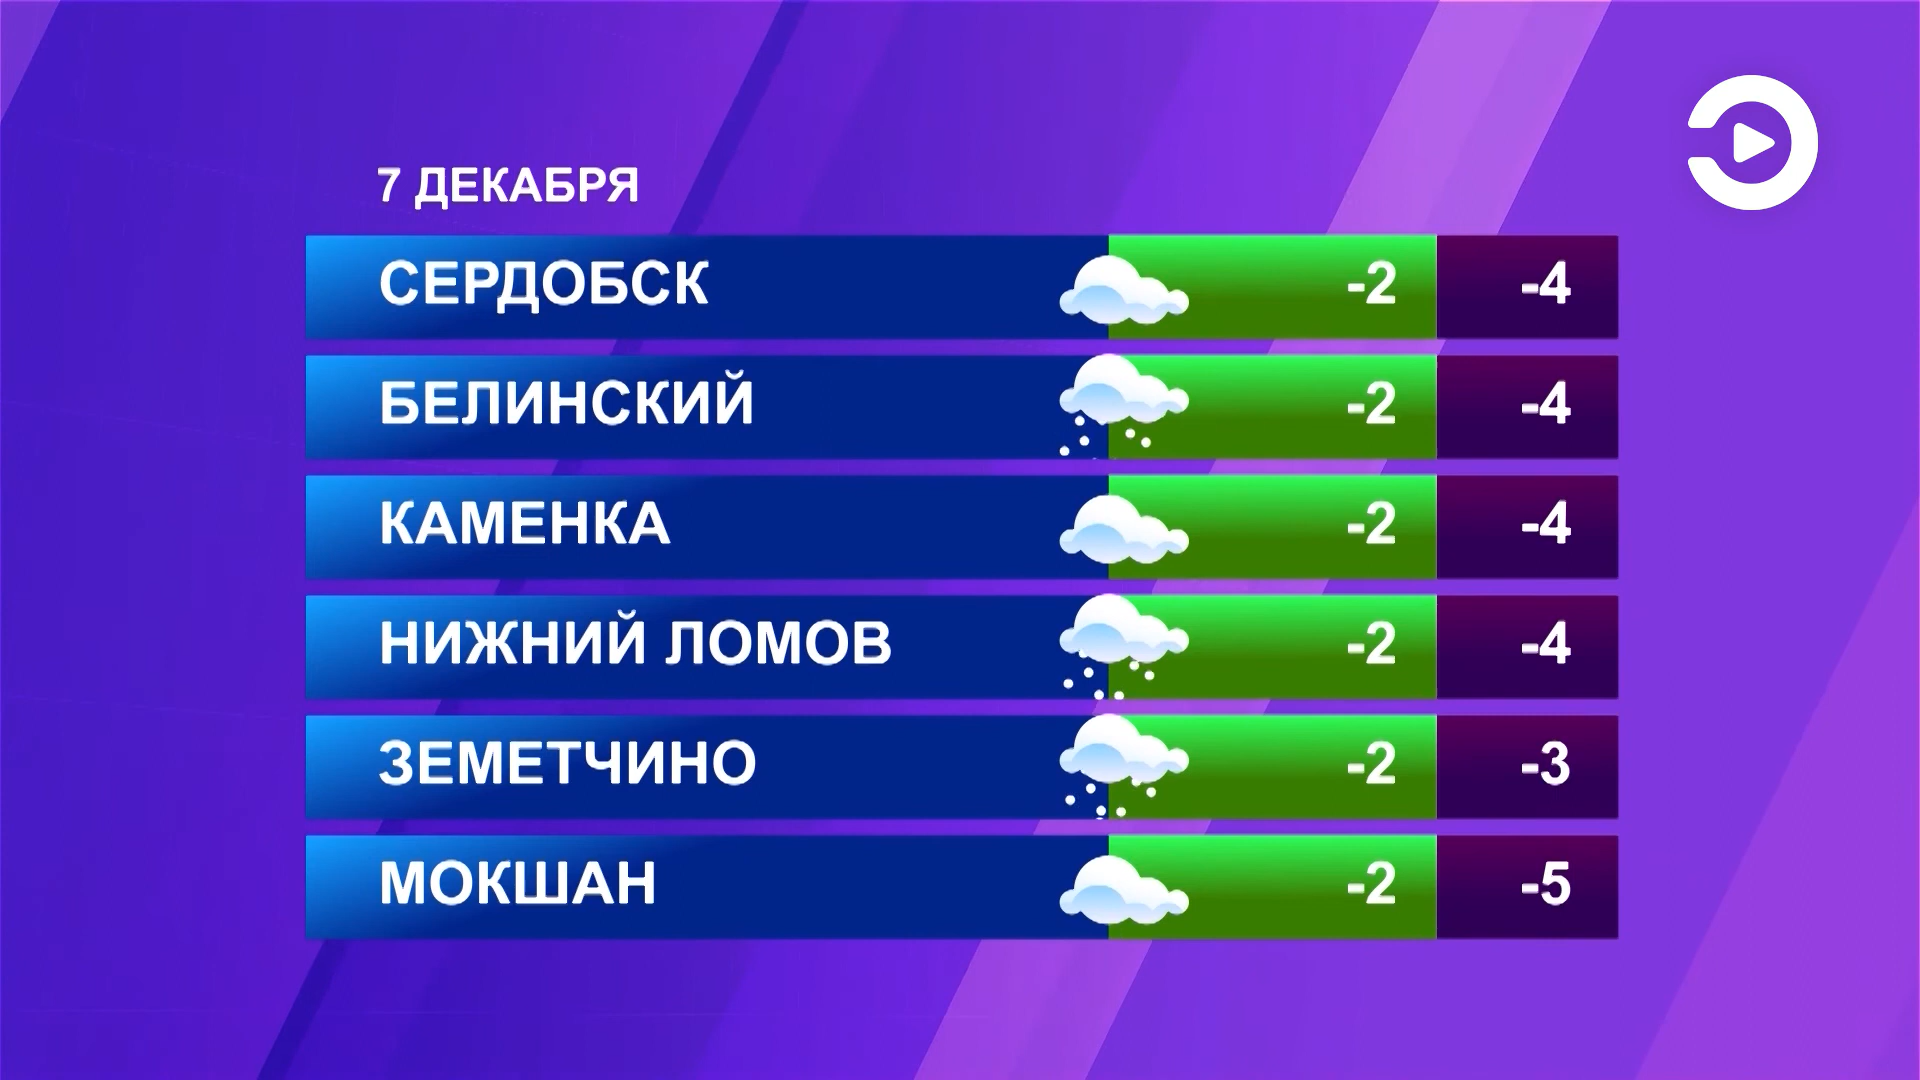 7 ДЕКАБРЯ
СЕРДОБСК -2 -4
БЕЛИНСКИЙ -2 -4
КАМЕНКА -2 -4
НИЖНИЙ ЛОМОВ -2 -4
ЗЕМЕТЧИНО -2 -3
МОКШАН -2 -5